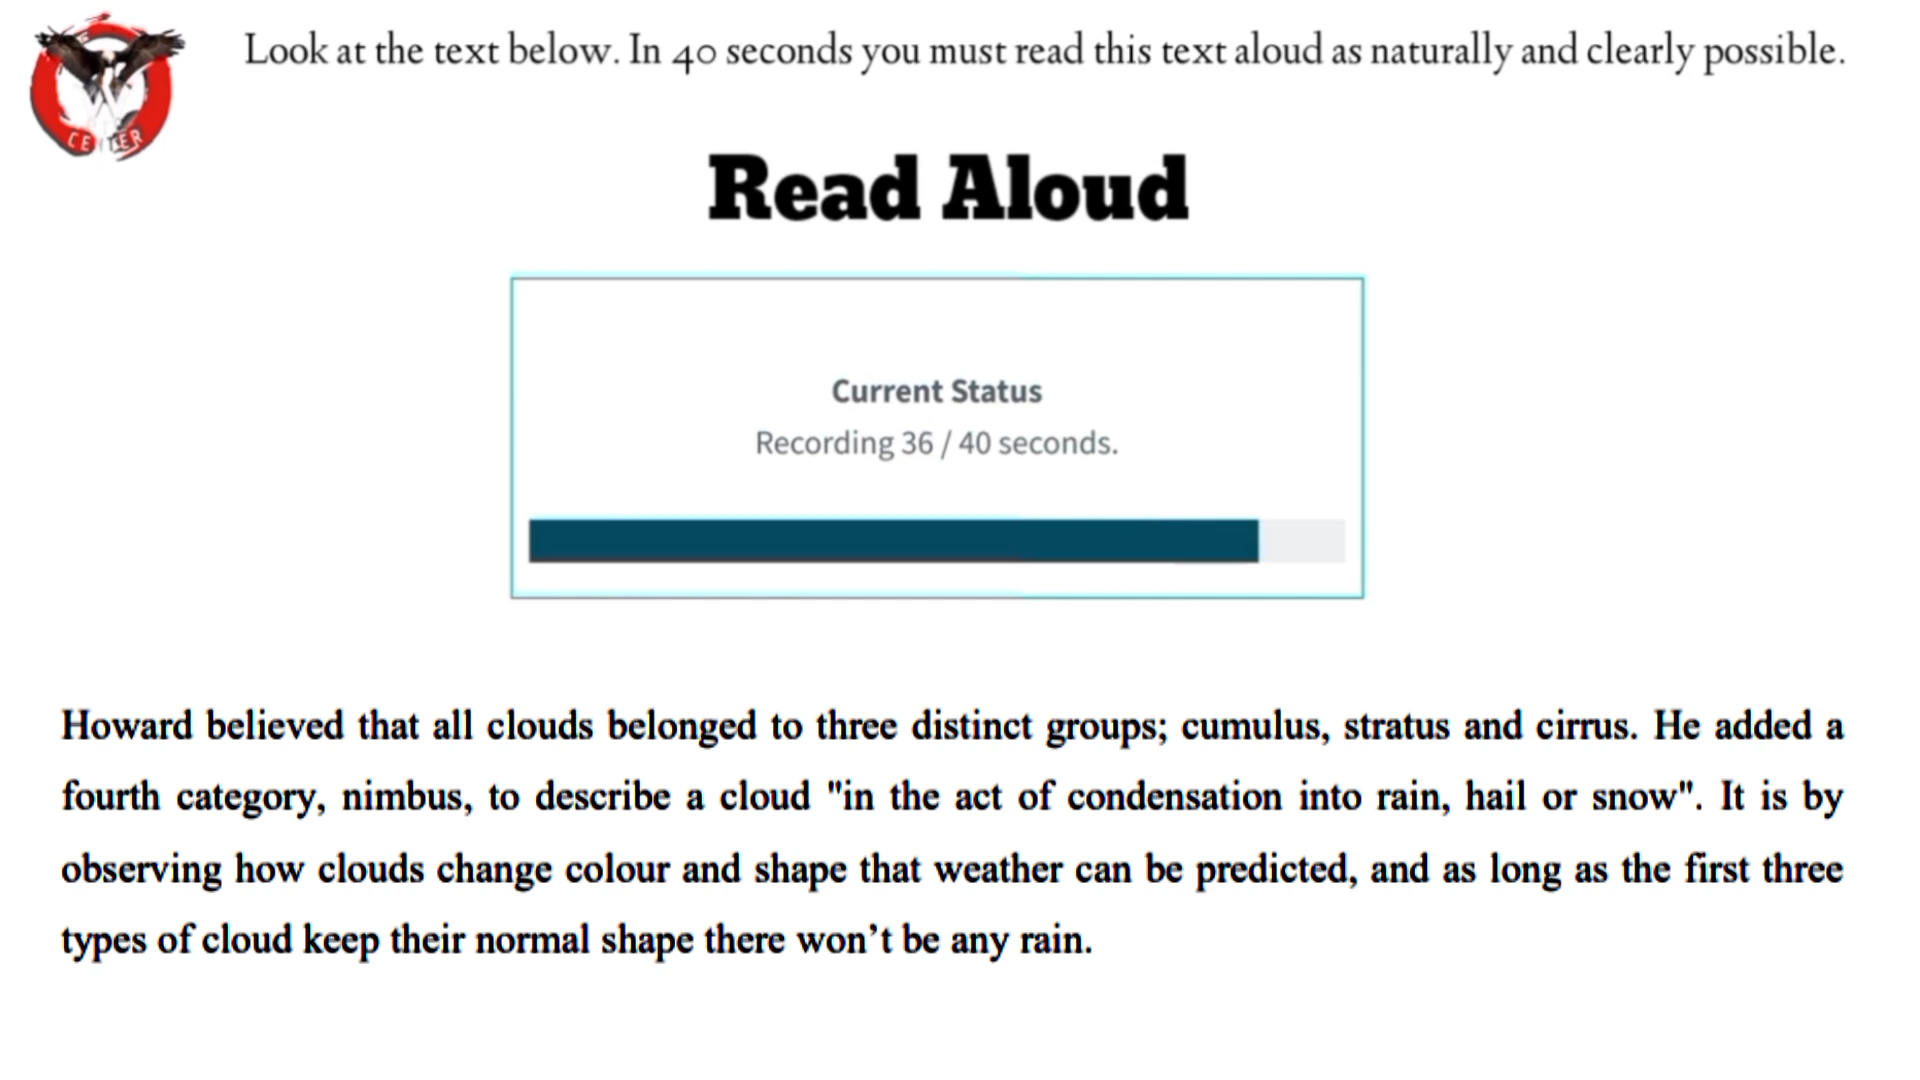 Look at the text below. In 40 seconds you must read this text aloud as naturally and clearly possible.
CENTER
Read Aloud
Current Status
Recording 36 / 40 seconds.
Howard believed that all clouds belonged to three distinct groups; cumulus, stratus and cirrus. He added a
fourth category, nimbus, to describe a cloud "in the act of condensation into rain, hail or snow". It is by
observing how clouds change colour and shape that weather can be predicted, and as long as the first three
types of cloud keep their normal shape there won’t be any rain.